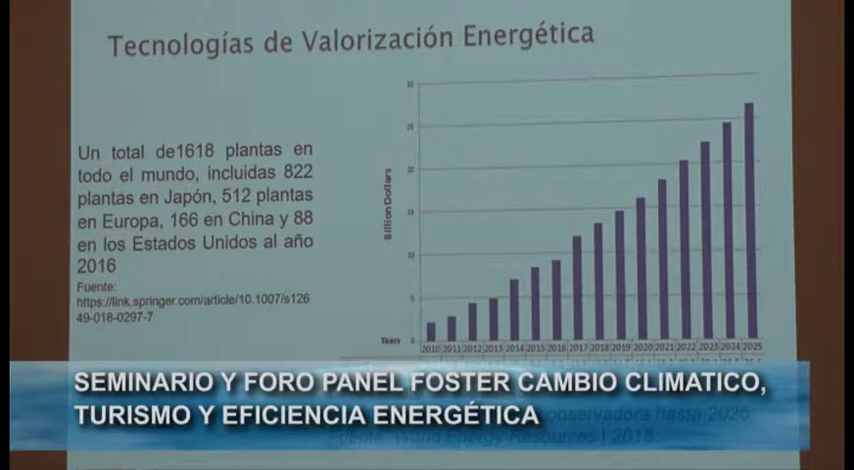 Tecnologías de Valorización Energética
Un total de1618 plantas en
todo el mundo, incluidas 822
plantas en Japón, 512 plantas
en Europa, 166 en China y 88
en los Estados Unidos al año
2016
Fuente:
https://link.springer.com/article/10.1007/s126
49-018-0297-7
Billion Dollars
30
25
20
15
10
5
0
Years
2010 2011 2012 2013 2014 2015 2016 2017 2018 2019 2020 2021 2022 2023 2024 2025
SEMINARIO Y FORO PANEL FOSTER CAMBIO CLIMATICO,
TURISMO Y EFICIENCIA ENERGÉTICA
conservadora hasta 2025
World Energy Resources